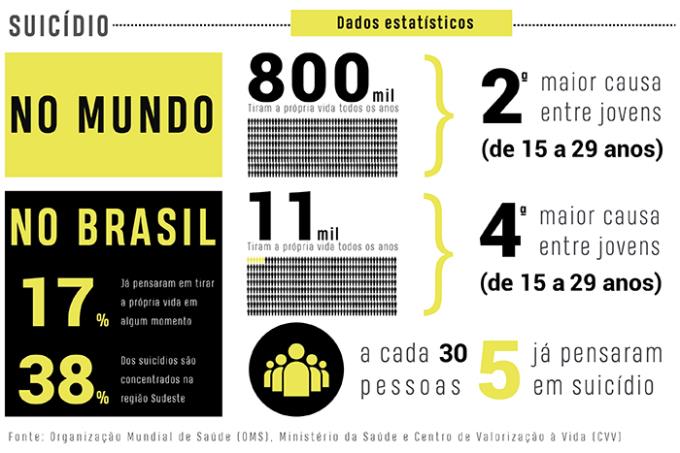 SUICÍDIO
Dados estatísticos
NO MUNDO
800 mil
Tiram a própria vida todos os anos
2ª maior causa
entre jovens
(de 15 a 29 anos)
NO BRASIL
17%
Já pensaram em tirar
a própria vida em
algum momento
38%
Dos suicídios são
concentrados na
região Sudeste
11 mil
Tiram a própria vida todos os anos
4ª maior causa
entre jovens
(de 15 a 29 anos)
a cada 30
pessoas
5 já pensaram
em suicídio
Fonte: Organização Mundial de Saúde (OMS), Ministério da Saúde e Centro de Valorização à Vida (CVV)